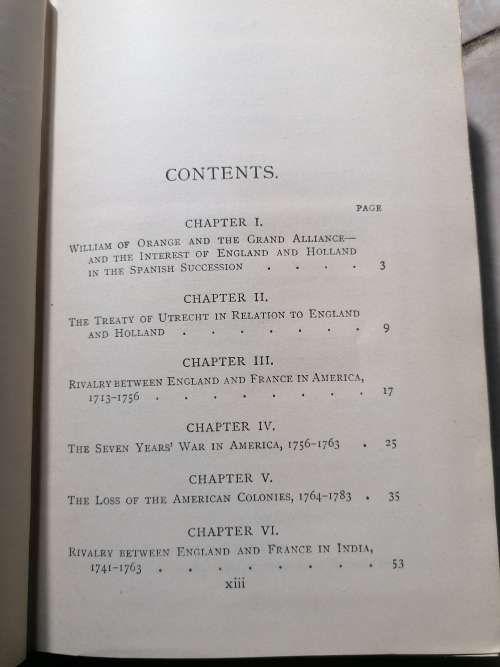 CONTENTS.
PAGE
CHAPTER I.
WILLIAM OF ORANGE AND THE GRAND ALLIANCE—
AND THE INTEREST OF ENGLAND AND HOLLAND
IN THE SPANISH SUCCESSION . . . . 3
CHAPTER II.
THE TREATY OF UTRECHT IN RELATION TO ENGLAND
AND HOLLAND . . . . . . . 9
CHAPTER III.
RIVALRY BETWEEN ENGLAND AND FRANCE IN AMERICA,
1713–1756 . . . . . . . . 17
CHAPTER IV.
THE SEVEN YEARS' WAR IN AMERICA, 1756–1763 . 25
CHAPTER V.
THE LOSS OF THE AMERICAN COLONIES, 1764–1783 . 35
CHAPTER VI.
RIVALRY BETWEEN ENGLAND AND FRANCE IN INDIA,
1741–1763 . . . . . . . . 53
xiii